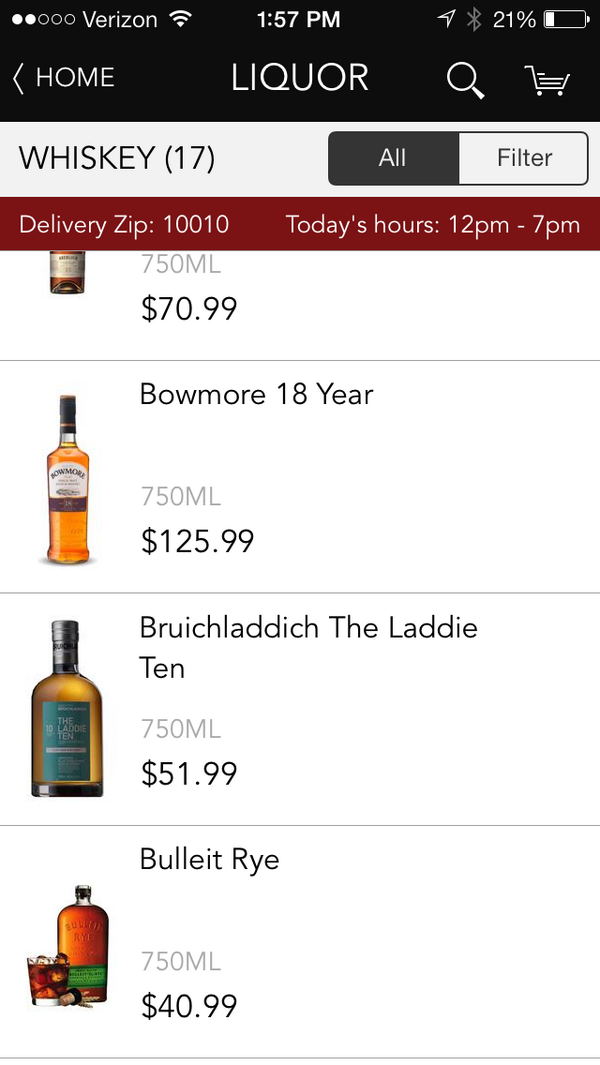 Verizon 1:57 PM 21%
HOME LIQUOR
WHISKEY (17) All Filter
Delivery Zip: 10010 Today's hours: 12pm - 7pm
750ML
$70.99
Bowmore 18 Year
BOWMORE
18
750ML
$125.99
Bruichladdich The Laddie
Ten
10 THE
LADDIE
TEN
750ML
$51.99
Bulleit Rye
BULLEIT
RYE
750ML
$40.99